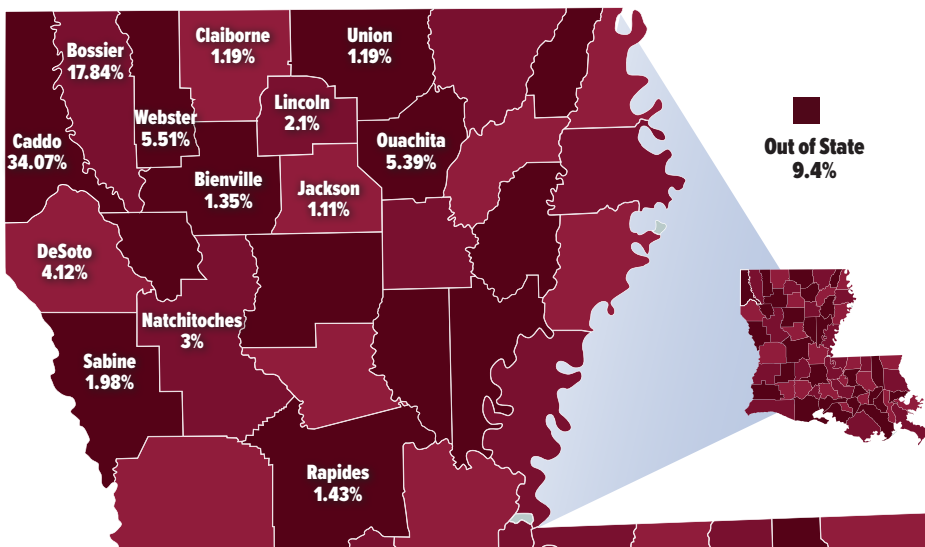 Claiborne
1.19%
Union
1.19%
Bossier
17.84%
Lincoln
2.1%
Webster
5.51%
Caddo
34.07%
Ouachita
5.39%
Out of State
9.4%
Bienville
1.35%
Jackson
1.11%
DeSoto
4.12%
Natchitoches
3%
Sabine
1.98%
Rapides
1.43%